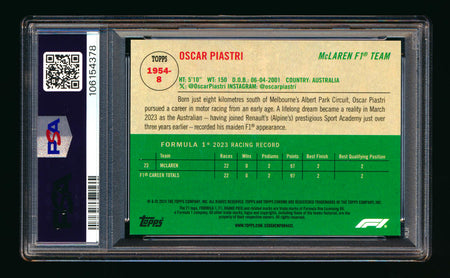 106154378
PSA
TOPPS
1954-
8
OSCAR PIASTRI
McLAREN F1® TEAM
HT: 5'10" WT: 150 D.O.B.: 06-04-2001 COUNTRY: AUSTRALIA
X: @OscarPiastri INSTAGRAM: @oscarpiastri
Born just eight kilometres south of Melbourne's Albert Park Circuit, Oscar Piastri
pursued a career in motor racing from an early age. A lifelong dream became a reality in
March 2023 as the Australian – having joined Renault's (Alpine's) prestigious Sport Academy just over
three years earlier – recorded his maiden F1® appearance.
FORMULA 1® 2023 RACING RECORD
Year Team Races Wins Podiums Poles Points Best Finish Best Qualifying Position
23 McLAREN 22 0 2 97 2 2
F1® CAREER TOTALS 22 0 2 97 2 2
Topps
F1